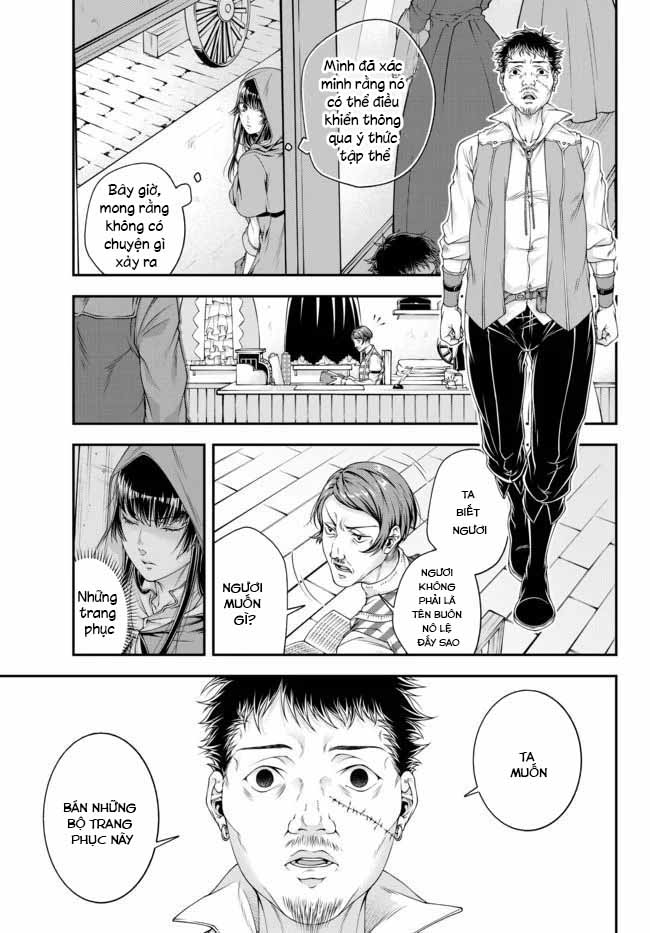 Mình đã xác
minh rằng nó
có thể điều
khiển thông
qua ý thức
tập thể
Bây giờ,
mong rằng
không có
chuyện gì
xảy ra
TA
BIẾT
NGƯƠI
NGƯƠI
KHÔNG
PHẢI LÀ
TÊN BUÔN
NÔ LỆ
ĐẤY SAO
NGƯƠI
MUỐN
GÌ?
Những
trang
phục
TA
MUỐN
BÁN NHỮNG
BỘ TRANG
PHỤC NÀY